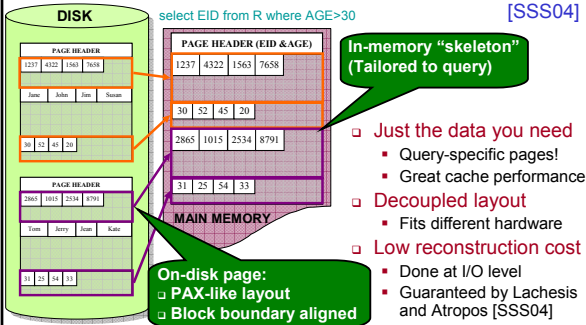 DISK
select EID from R where AGE>30
[SSS04]
PAGE HEADER
1237 4322 1563 7658
Jane John Jim Susan
30 52 45 20
PAGE HEADER
2865 1015 2534 8791
Tom Jerry Jean Kate
31 25 54 33
PAGE HEADER (EID &AGE)
1237 4322 1563 7658
30 52 45 20
2865 1015 2534 8791
31 25 54 33
MAIN MEMORY
In-memory “skeleton”
(Tailored to query)
On-disk page:
❑ PAX-like layout
❑ Block boundary aligned
❑ Just the data you need
▪ Query-specific pages!
▪ Great cache performance
❑ Decoupled layout
▪ Fits different hardware
❑ Low reconstruction cost
▪ Done at I/O level
▪ Guaranteed by Lachesis
and Atropos [SSS04]